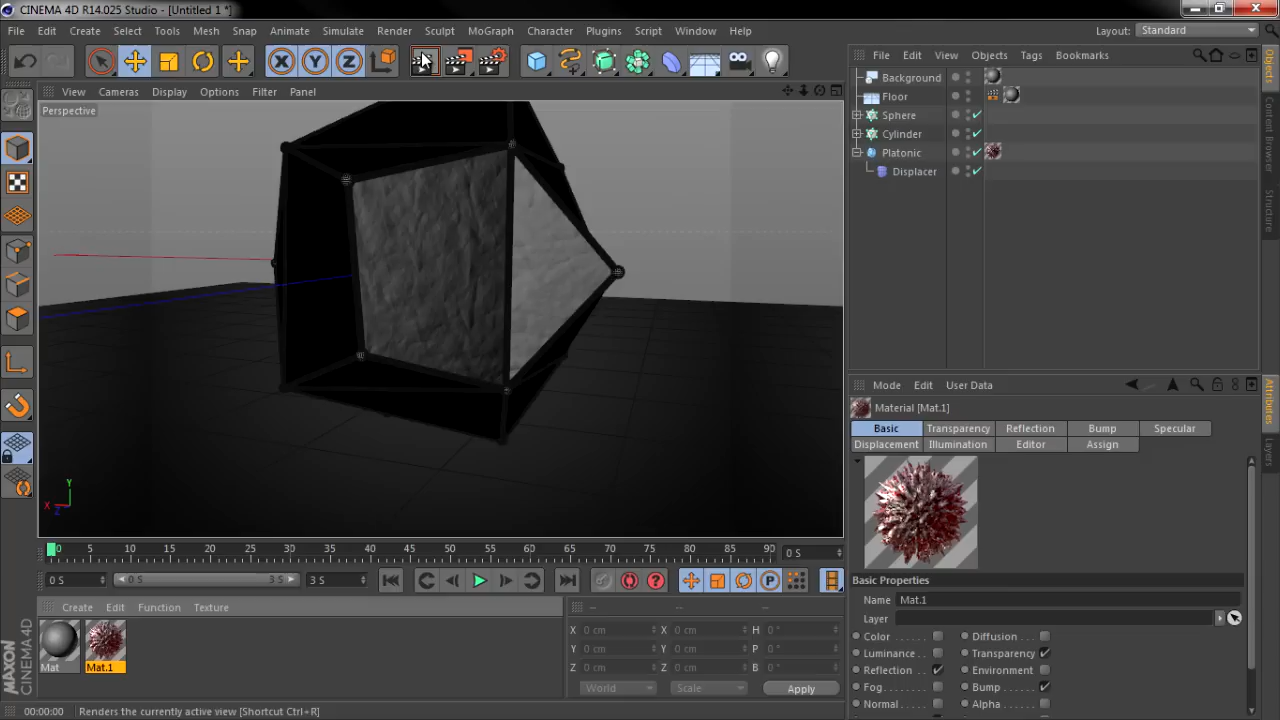 CINEMA 4D R14.025 Studio - [Untitled 1 *]
File Edit Create Select Tools Mesh Snap Animate Simulate Render Sculpt MoGraph Character Plugins Script Window Help Layout: Standard
File Edit View Objects Tags Bookmarks
View Cameras Display Options Filter Panel
Perspective
Background
Floor
Sphere
Cylinder
Platonic
Displacer
Objects
Content Browser
Structure
Y
X
Z
Mode Edit User Data
Material [Mat.1]
Basic Transparency Reflection Bump Specular
Displacement Illumination Editor Assign
Attributes
Layers
0 5 10 15 20 25 30 35 40 45 50 55 60 65 70 75 80 85 90 0 S
0 S 0 S 3 S 3 S
Basic Properties
Name Mat.1
Layer
Color Diffusion
Luminance Transparency
Reflection Environment
Fog Bump
Normal Alpha
Create Edit Function Texture
Mat Mat.1
-- -- --
X 0 cm X 0 cm H 0 °
Y 0 cm Y 0 cm P 0 °
Z 0 cm Z 0 cm B 0 °
World Scale Apply
MAXON CINEMA 4D
00:00:00 Renders the currently active view [Shortcut Ctrl+R]